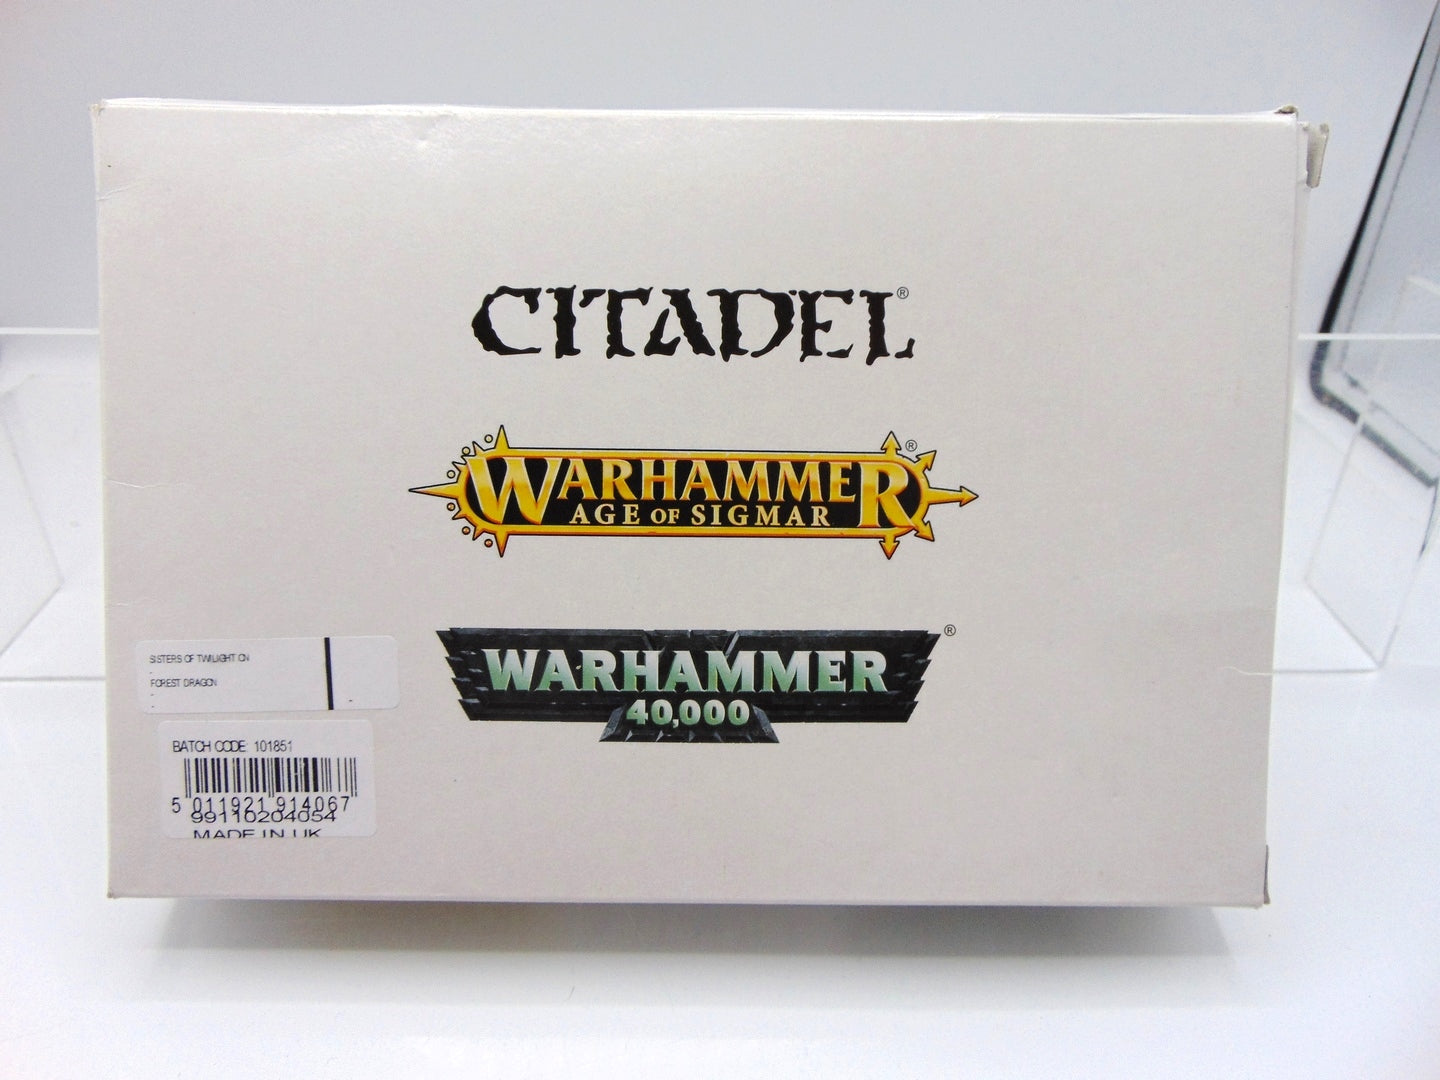 CITADEL®
WARHAMMER®
AGE OF SIGMAR
WARHAMMER®
40,000
SISTERS OF TWILIGHT ON
-
FOREST DRAGON
-
-
BATCH CODE 101851
5 011921 914067
99110204054
MADE IN UK